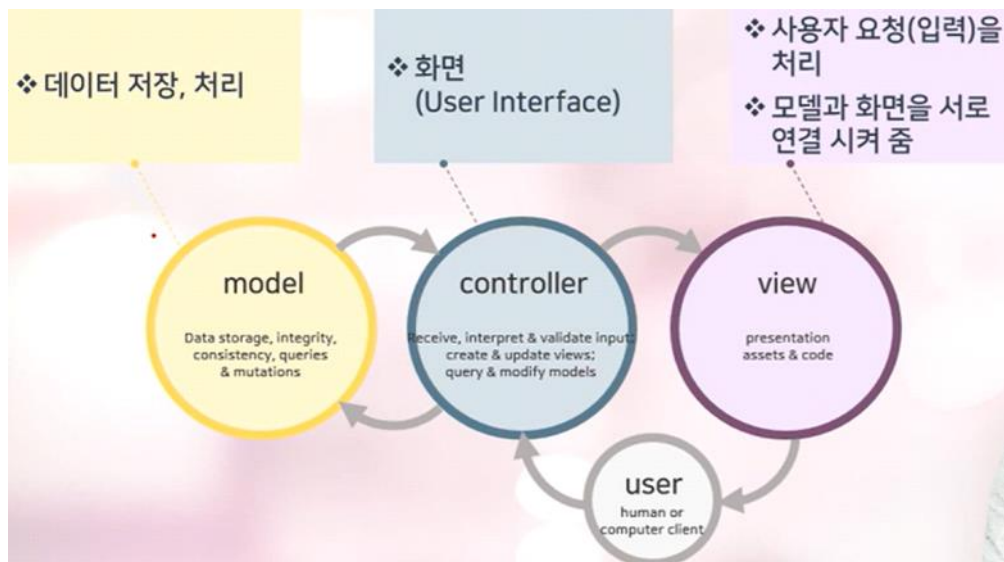 ❖ 데이터 저장, 처리
❖ 화면
(User Interface)
❖ 사용자 요청(입력)을
처리
❖ 모델과 화면을 서로
연결 시켜 줌
model
Data storage, integrity,
consistency, queries
& mutations
controller
Receive, interpret & validate input;
create & update views;
query & modify models
view
presentation
assets & code
user
human or
computer client